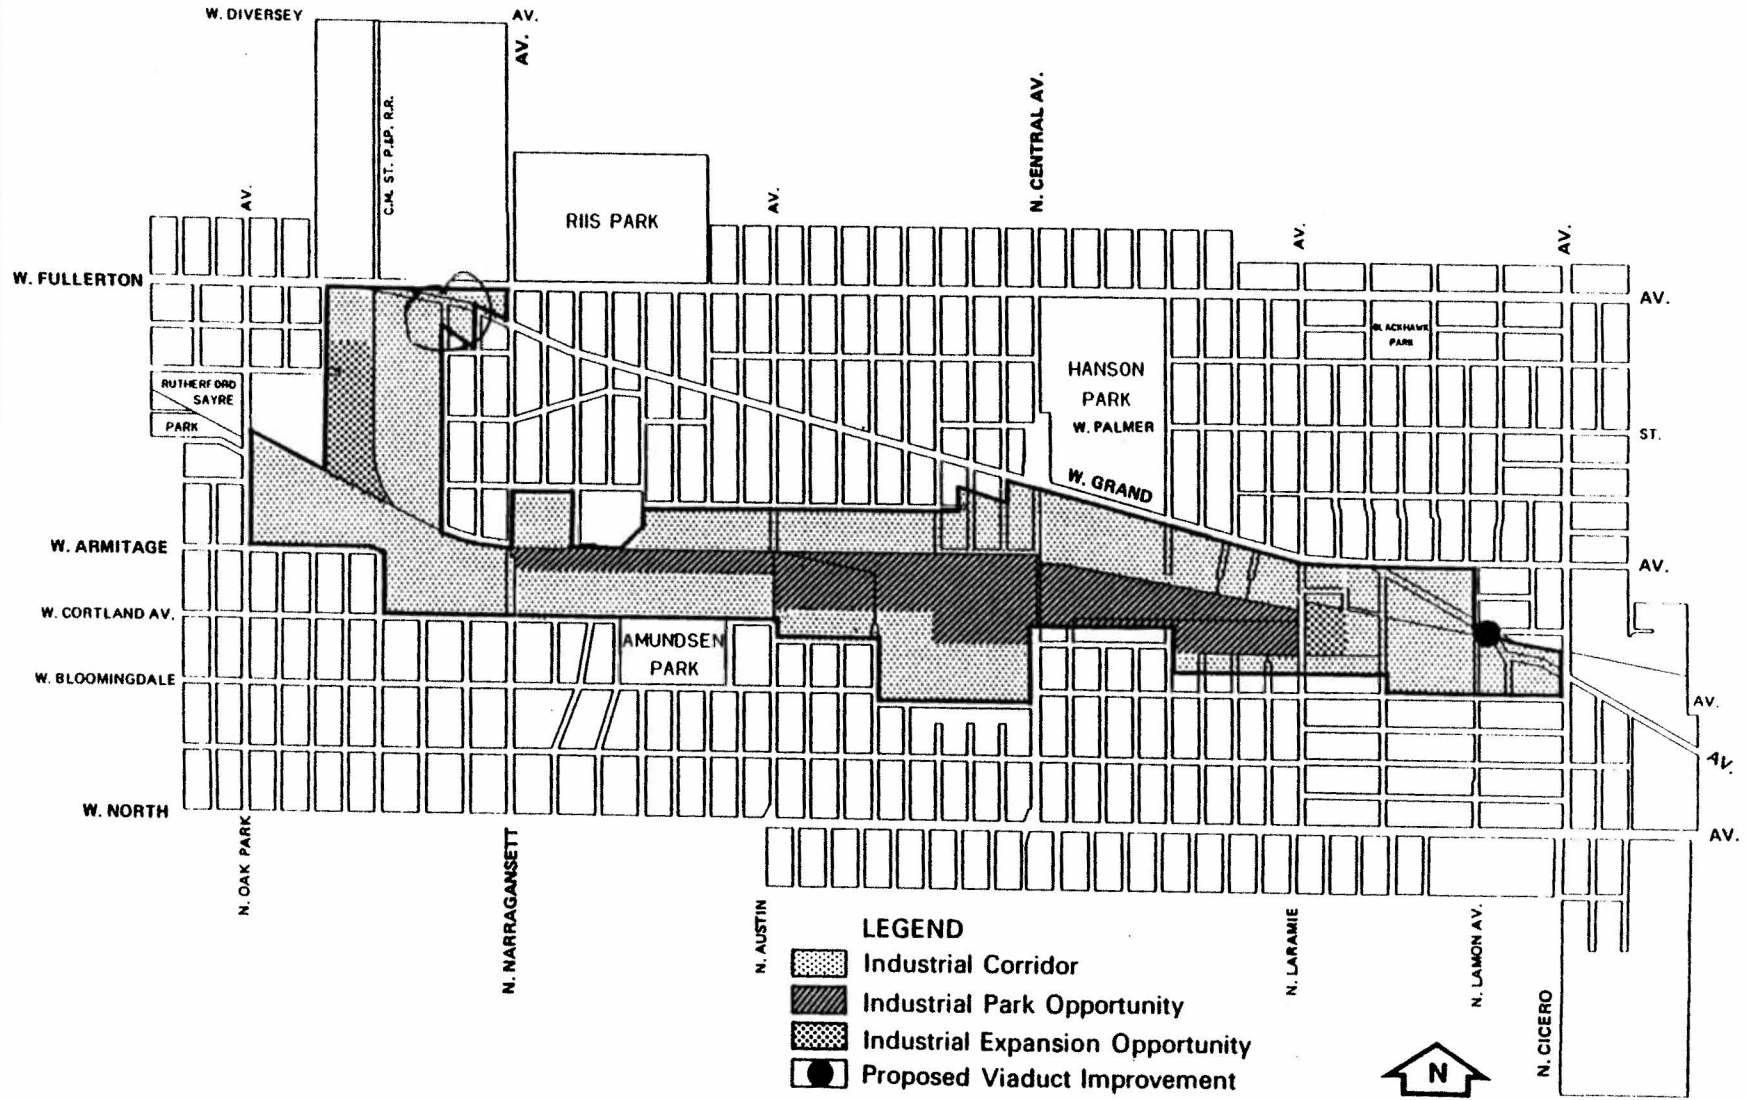 W. DIVERSEY
AV.
AV.
C.M. ST. P.&P. R.R.
N. CENTRAL AV.
RIIS PARK
AV.
AV.
AV.
AV.
W. FULLERTON
AV.
BLACKHAWK
PARK
HANSON
PARK
RUTHERFORD
SAYRE
PARK
W. PALMER
ST.
W. GRAND
W. ARMITAGE
AV.
W. CORTLAND AV.
AMUNDSEN
PARK
W. BLOOMINGDALE
AV.
AV.
W. NORTH
AV.
N. OAK PARK
N. NARRAGANSETT
N. AUSTIN
N. LARAMIE
N. LAMON AV.
N. CICERO
LEGEND
Industrial Corridor
Industrial Park Opportunity
Industrial Expansion Opportunity
Proposed Viaduct Improvement
N